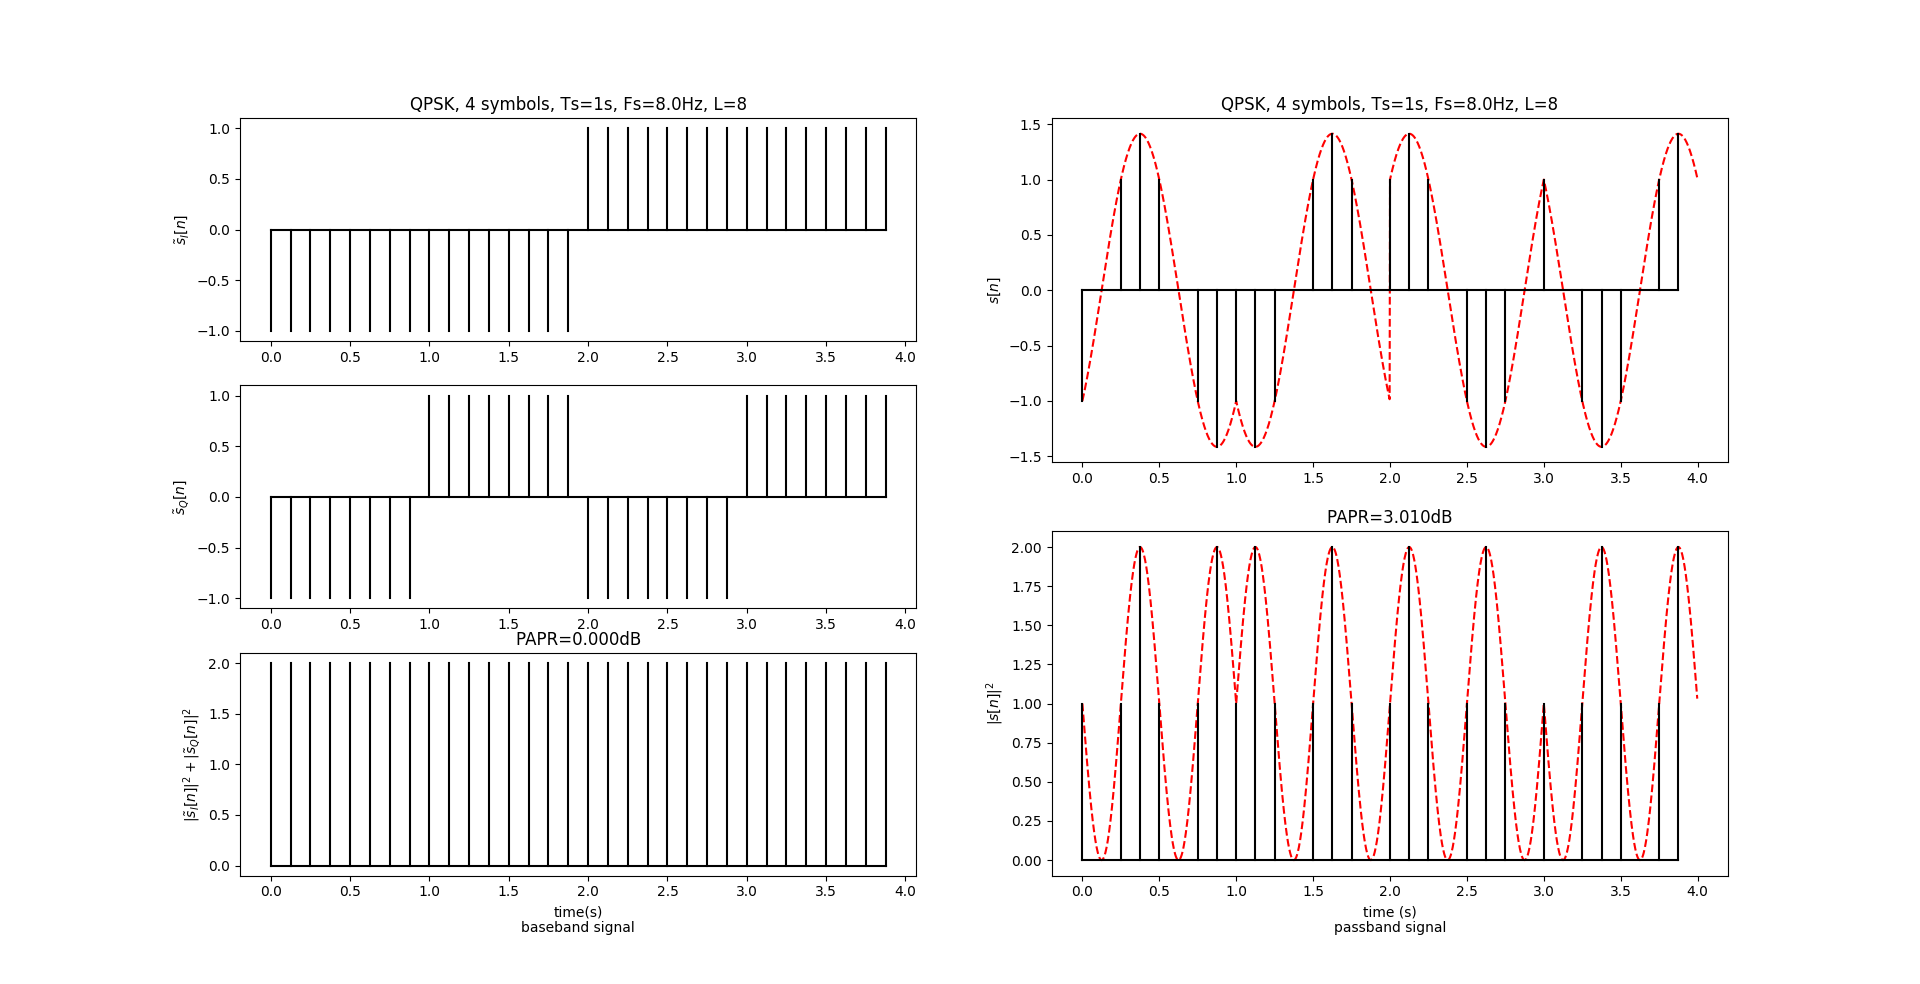 QPSK, 4 symbols, Ts=1s, Fs=8.0Hz, L=8
1.0
0.5
0.0
−0.5
−1.0
s̃_I[n]
0.0 0.5 1.0 1.5 2.0 2.5 3.0 3.5 4.0
1.0
0.5
0.0
−0.5
−1.0
s̃_Q[n]
0.0 0.5 1.0 1.5 2.0 2.5 3.0 3.5 4.0
PAPR=0.000dB
2.0
1.5
1.0
0.5
0.0
|s̃_I[n]|² + |s̃_Q[n]|²
0.0 0.5 1.0 1.5 2.0 2.5 3.0 3.5 4.0
time(s)
baseband signal
QPSK, 4 symbols, Ts=1s, Fs=8.0Hz, L=8
1.5
1.0
0.5
0.0
−0.5
−1.0
−1.5
s[n]
0.0 0.5 1.0 1.5 2.0 2.5 3.0 3.5 4.0
PAPR=3.010dB
2.00
1.75
1.50
1.25
1.00
0.75
0.50
0.25
0.00
|s[n]|²
0.0 0.5 1.0 1.5 2.0 2.5 3.0 3.5 4.0
time (s)
passband signal